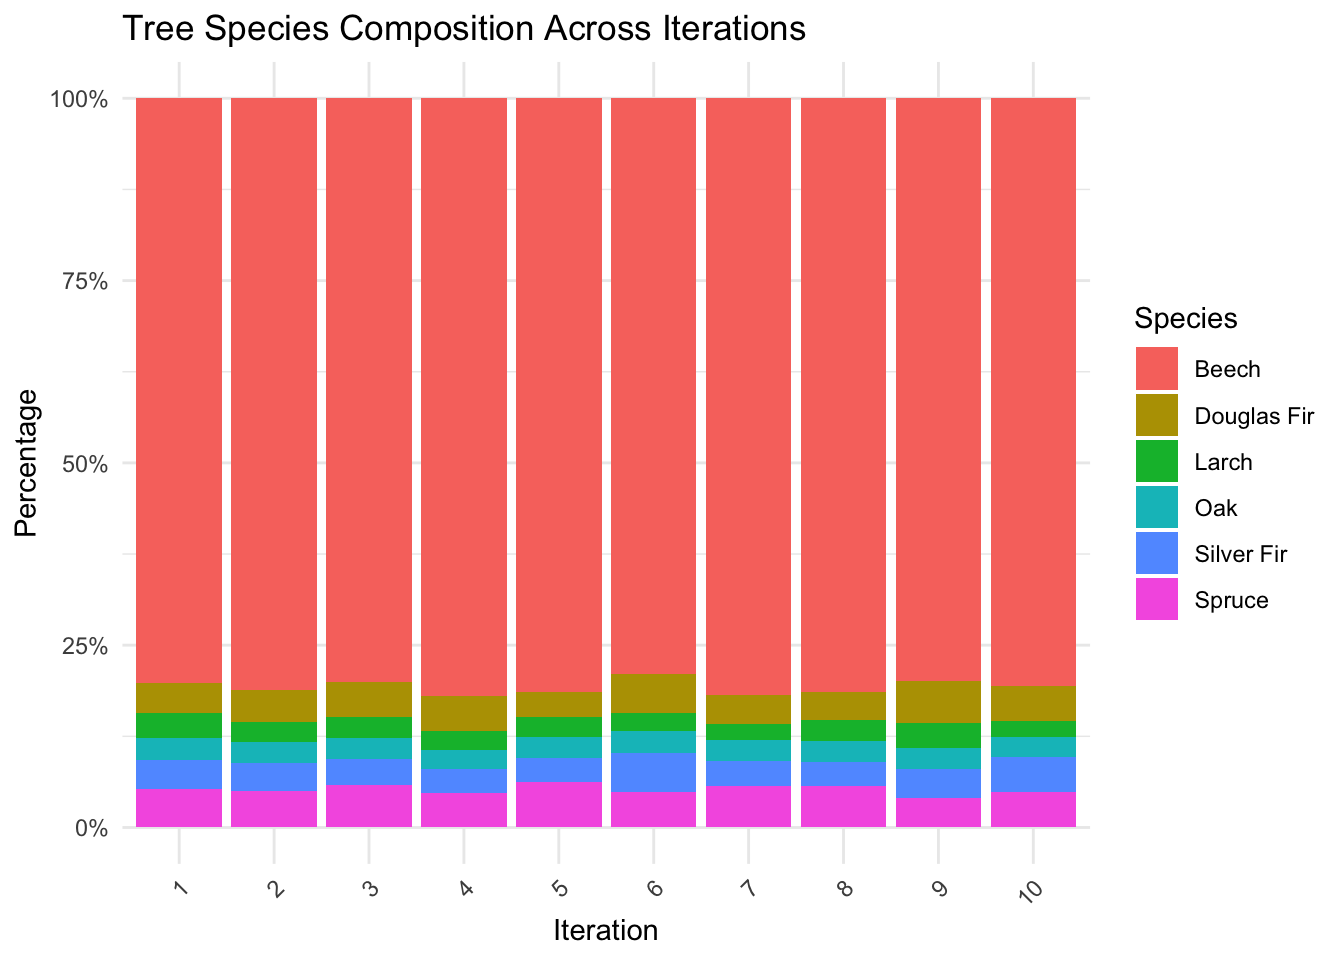 Tree Species Composition Across Iterations
100%
75%
50%
25%
0%
Percentage
1 2 3 4 5 6 7 8 9 10
Iteration
Species
Beech
Douglas Fir
Larch
Oak
Silver Fir
Spruce